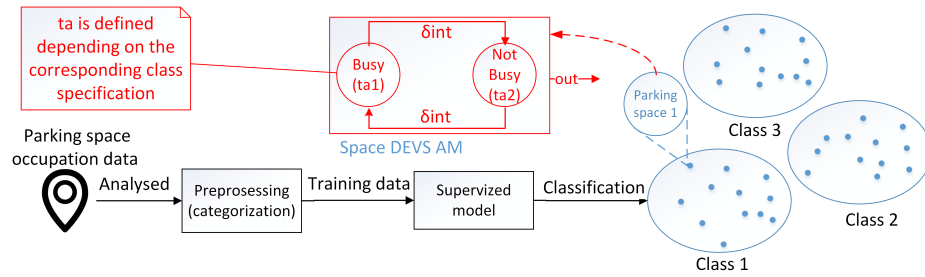 ta is defined
depending on the
corresponding class
specification
δint
Busy
(ta1)
Not
Busy
(ta2)
out
δint
Space DEVS AM
Parking
space 1
Class 3
Class 2
Class 1
Parking space
occupation data
Analysed
Preprosessing
(categorization)
Training data
Supervized
model
Classification